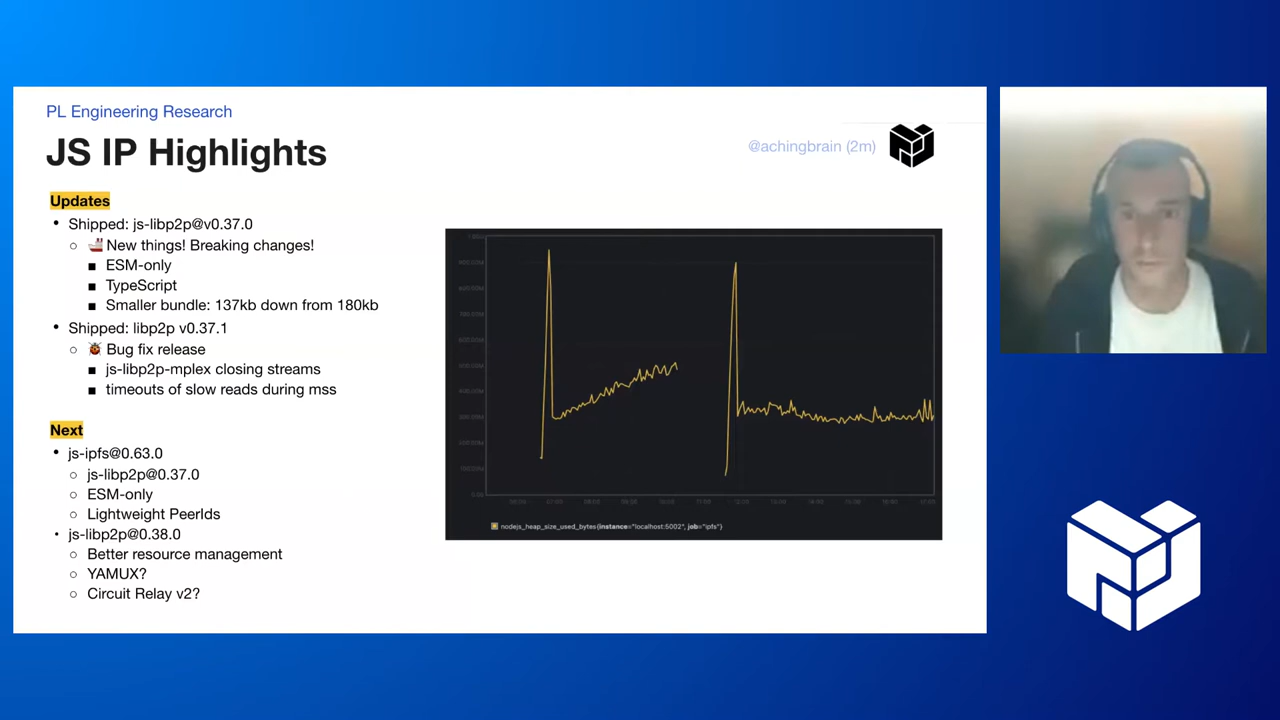 PL Engineering Research
JS IP Highlights
@achingbrain (2m)
Updates
• Shipped: js-libp2p@v0.37.0
○ 🚢 New things! Breaking changes!
■ ESM-only
■ TypeScript
■ Smaller bundle: 137kb down from 180kb
• Shipped: libp2p v0.37.1
○ 🐞 Bug fix release
■ js-libp2p-mplex closing streams
■ timeouts of slow reads during mss
Next
• js-ipfs@0.63.0
○ js-libp2p@0.37.0
○ ESM-only
○ Lightweight PeerIds
• js-libp2p@0.38.0
○ Better resource management
○ YAMUX?
○ Circuit Relay v2?
nodejs_heap_size_used_bytes{instance="localhost:5002", job="ipfs"}